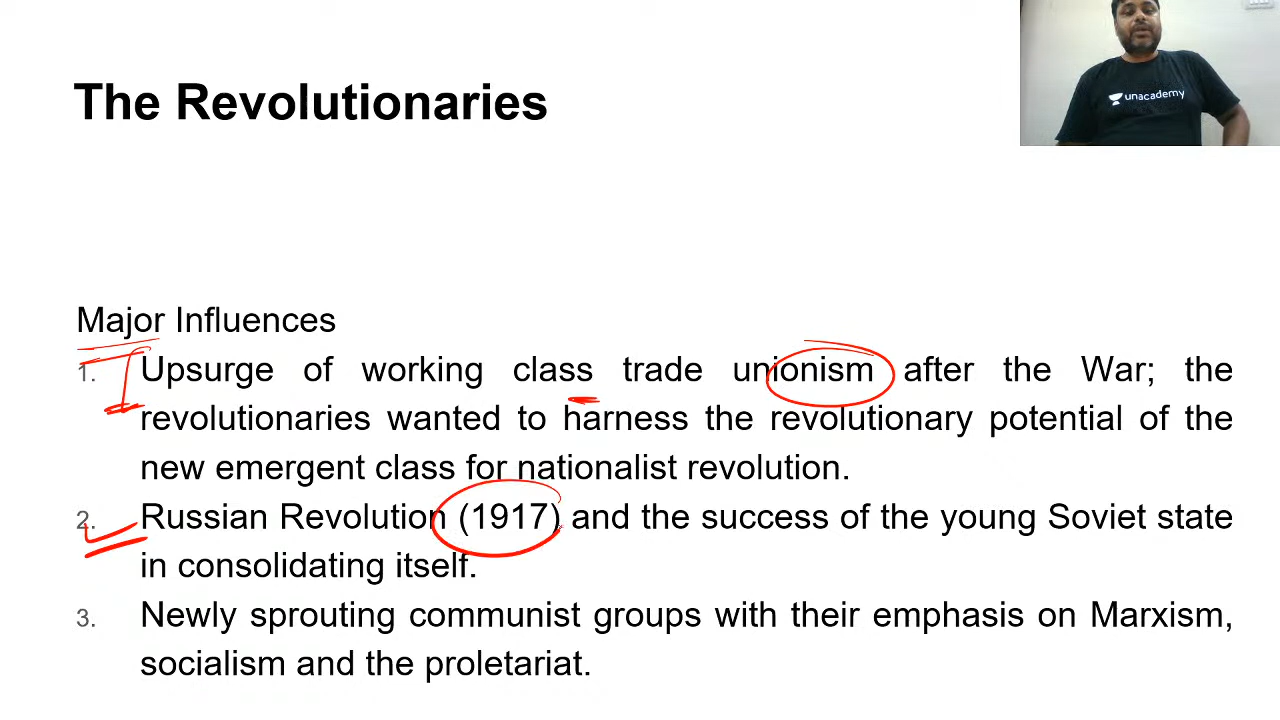 The Revolutionaries
unacademy
Major Influences
1. Upsurge of working class trade unionism after the War; the
revolutionaries wanted to harness the revolutionary potential of the
new emergent class for nationalist revolution.
2. Russian Revolution (1917) and the success of the young Soviet state
in consolidating itself.
3. Newly sprouting communist groups with their emphasis on Marxism,
socialism and the proletariat.